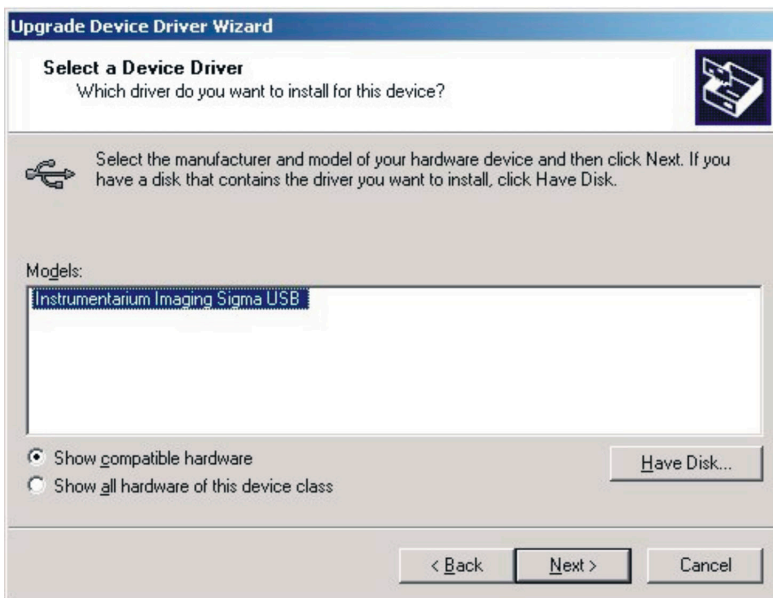 Upgrade Device Driver Wizard
Select a Device Driver
Which driver do you want to install for this device?
Select the manufacturer and model of your hardware device and then click Next. If you
have a disk that contains the driver you want to install, click Have Disk.
Models:
Instrumentarium Imaging Sigma USB
Show compatible hardware
Have Disk...
Show all hardware of this device class
< Back
Next >
Cancel